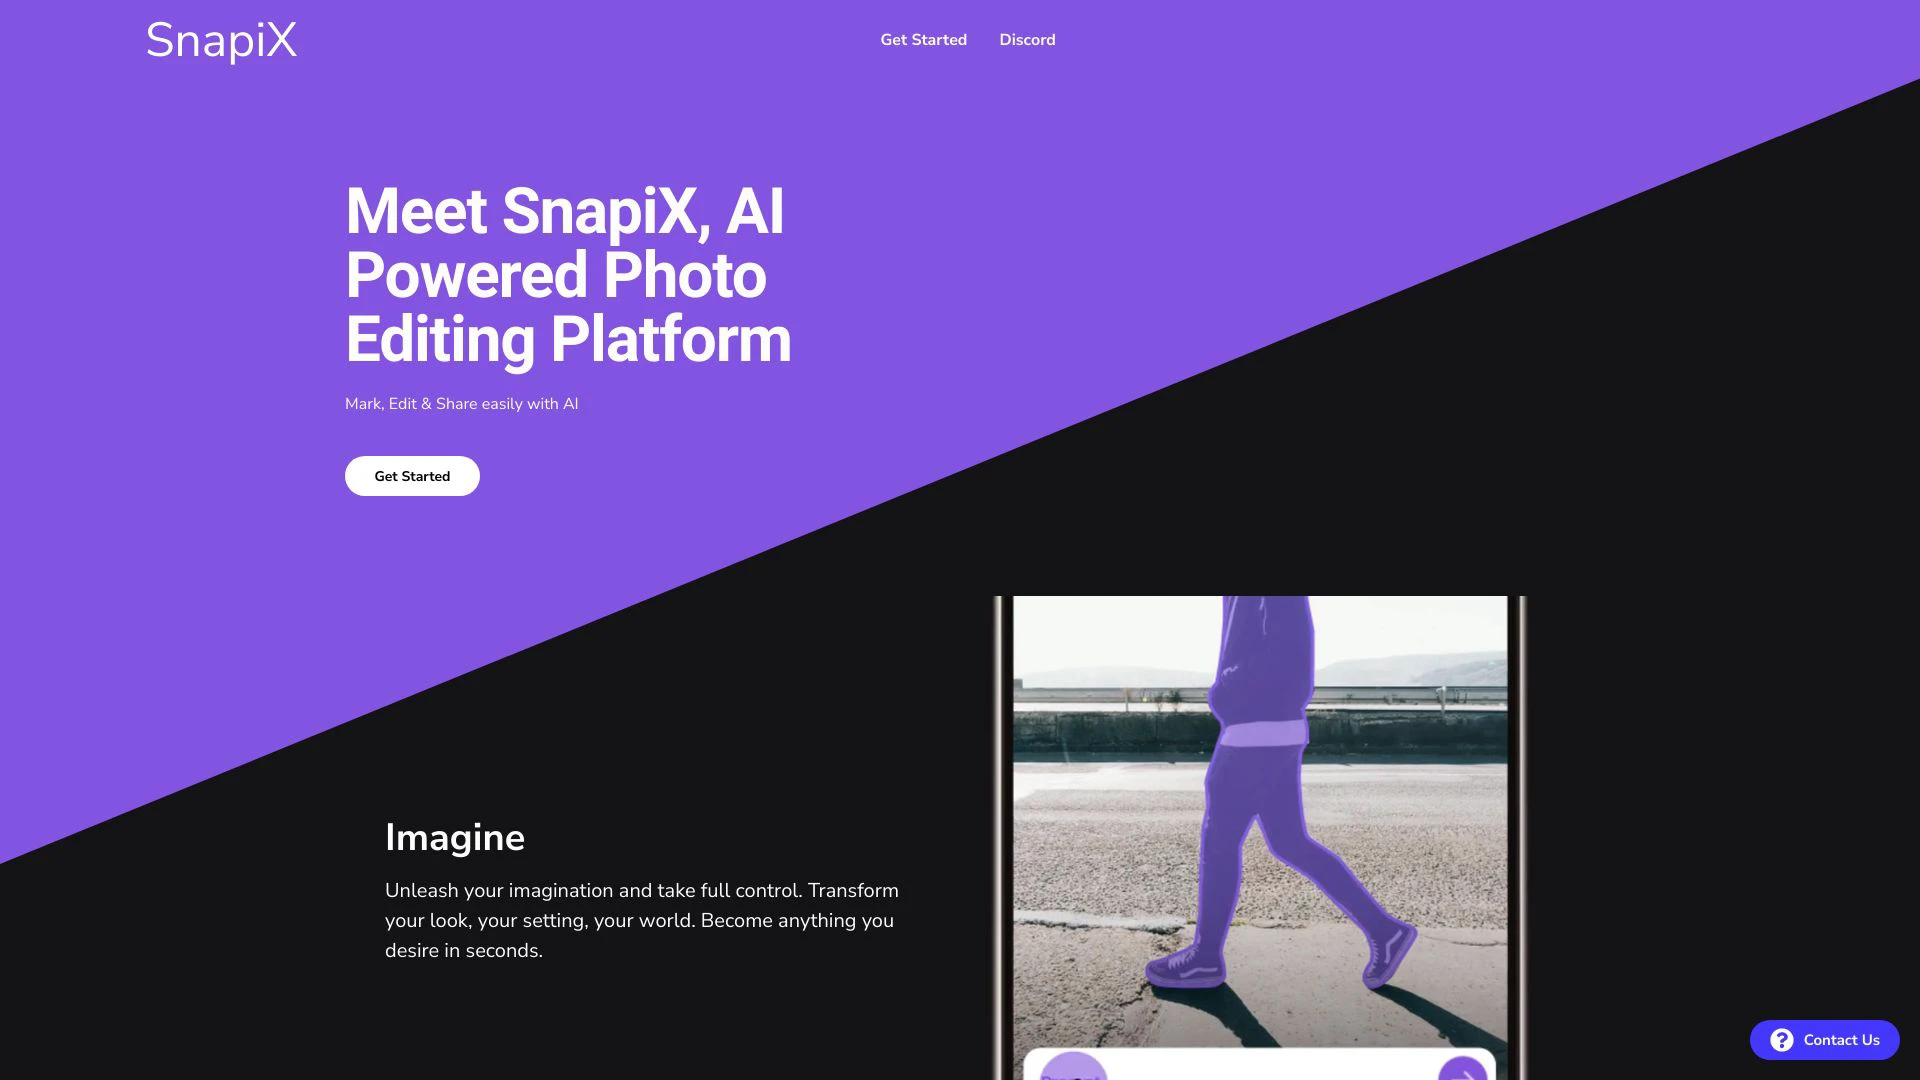 SnapiX
Get Started
Discord
Meet SnapiX, AI
Powered Photo
Editing Platform
Mark, Edit & Share easily with AI
Get Started
Imagine
Unleash your imagination and take full control. Transform
your look, your setting, your world. Become anything you
desire in seconds.
Contact Us